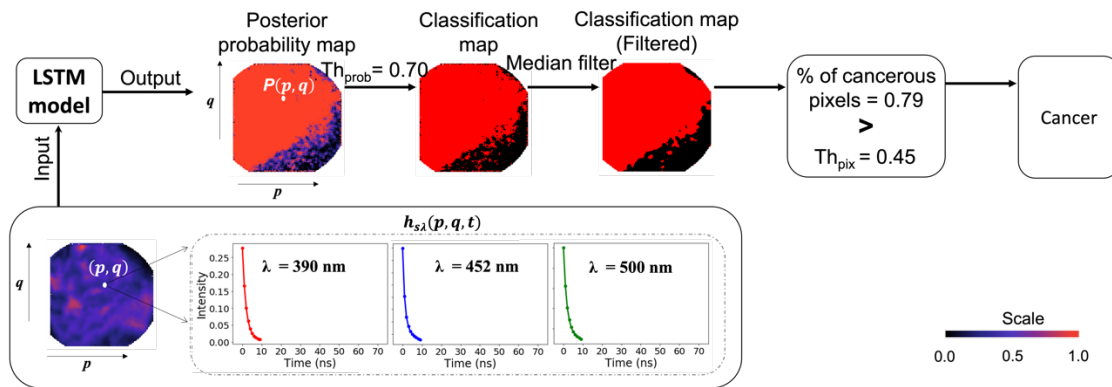 Posterior
probability map
Classification
map
Classification map
(Filtered)
LSTM
model
Output
Th_prob = 0.70
Median filter
P(p, q)
q
p
% of cancerous
pixels = 0.79
>
Th_pix = 0.45
Cancer
Input
h_sλ(p, q, t)
(p, q)
q
p
Intensity
0.25
0.20
0.15
0.10
0.05
0.00
λ = 390 nm
λ = 452 nm
λ = 500 nm
0 10 20 30 40 50 60 70
0 10 20 30 40 50 60 70
0 10 20 30 40 50 60 70
Time (ns)
Time (ns)
Time (ns)
Scale
0.0 0.5 1.0